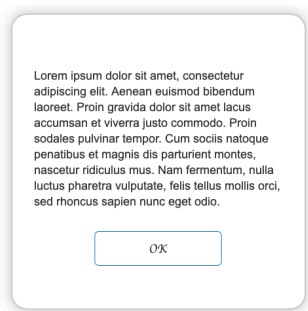 Lorem ipsum dolor sit amet, consectetur
adipiscing elit. Aenean euismod bibendum
laoreet. Proin gravida dolor sit amet lacus
accumsan et viverra justo commodo. Proin
sodales pulvinar tempor. Cum sociis natoque
penatibus et magnis dis parturient montes,
nascetur ridiculus mus. Nam fermentum, nulla
luctus pharetra vulputate, felis tellus mollis orci,
sed rhoncus sapien nunc eget odio.
OK